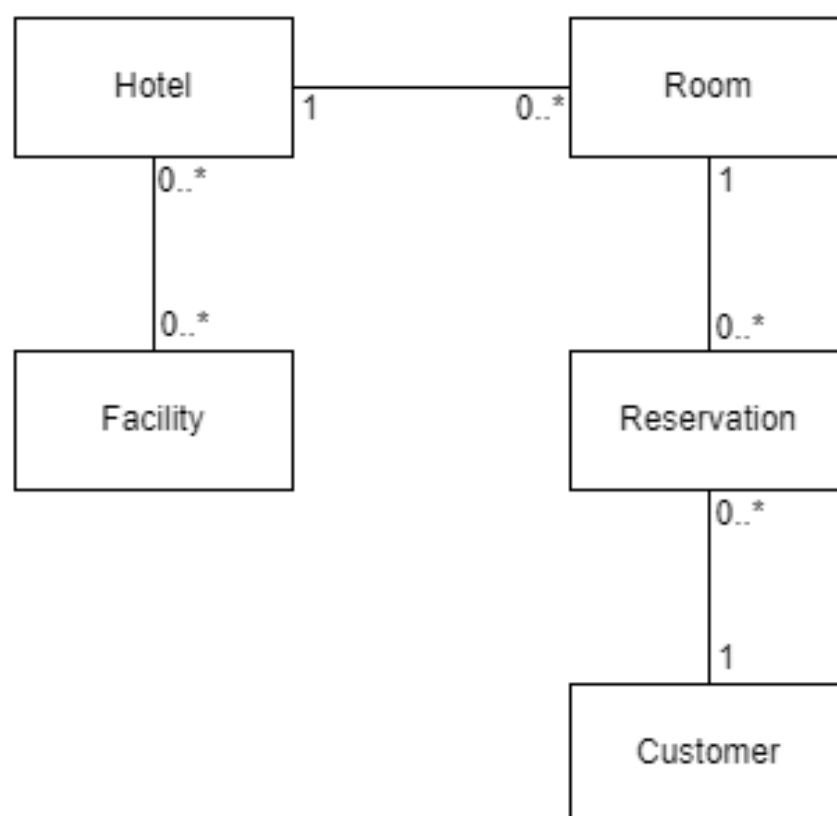 Hotel
Room
1
0..*
0..*
1
0..*
0..*
Facility
Reservation
0..*
1
Customer